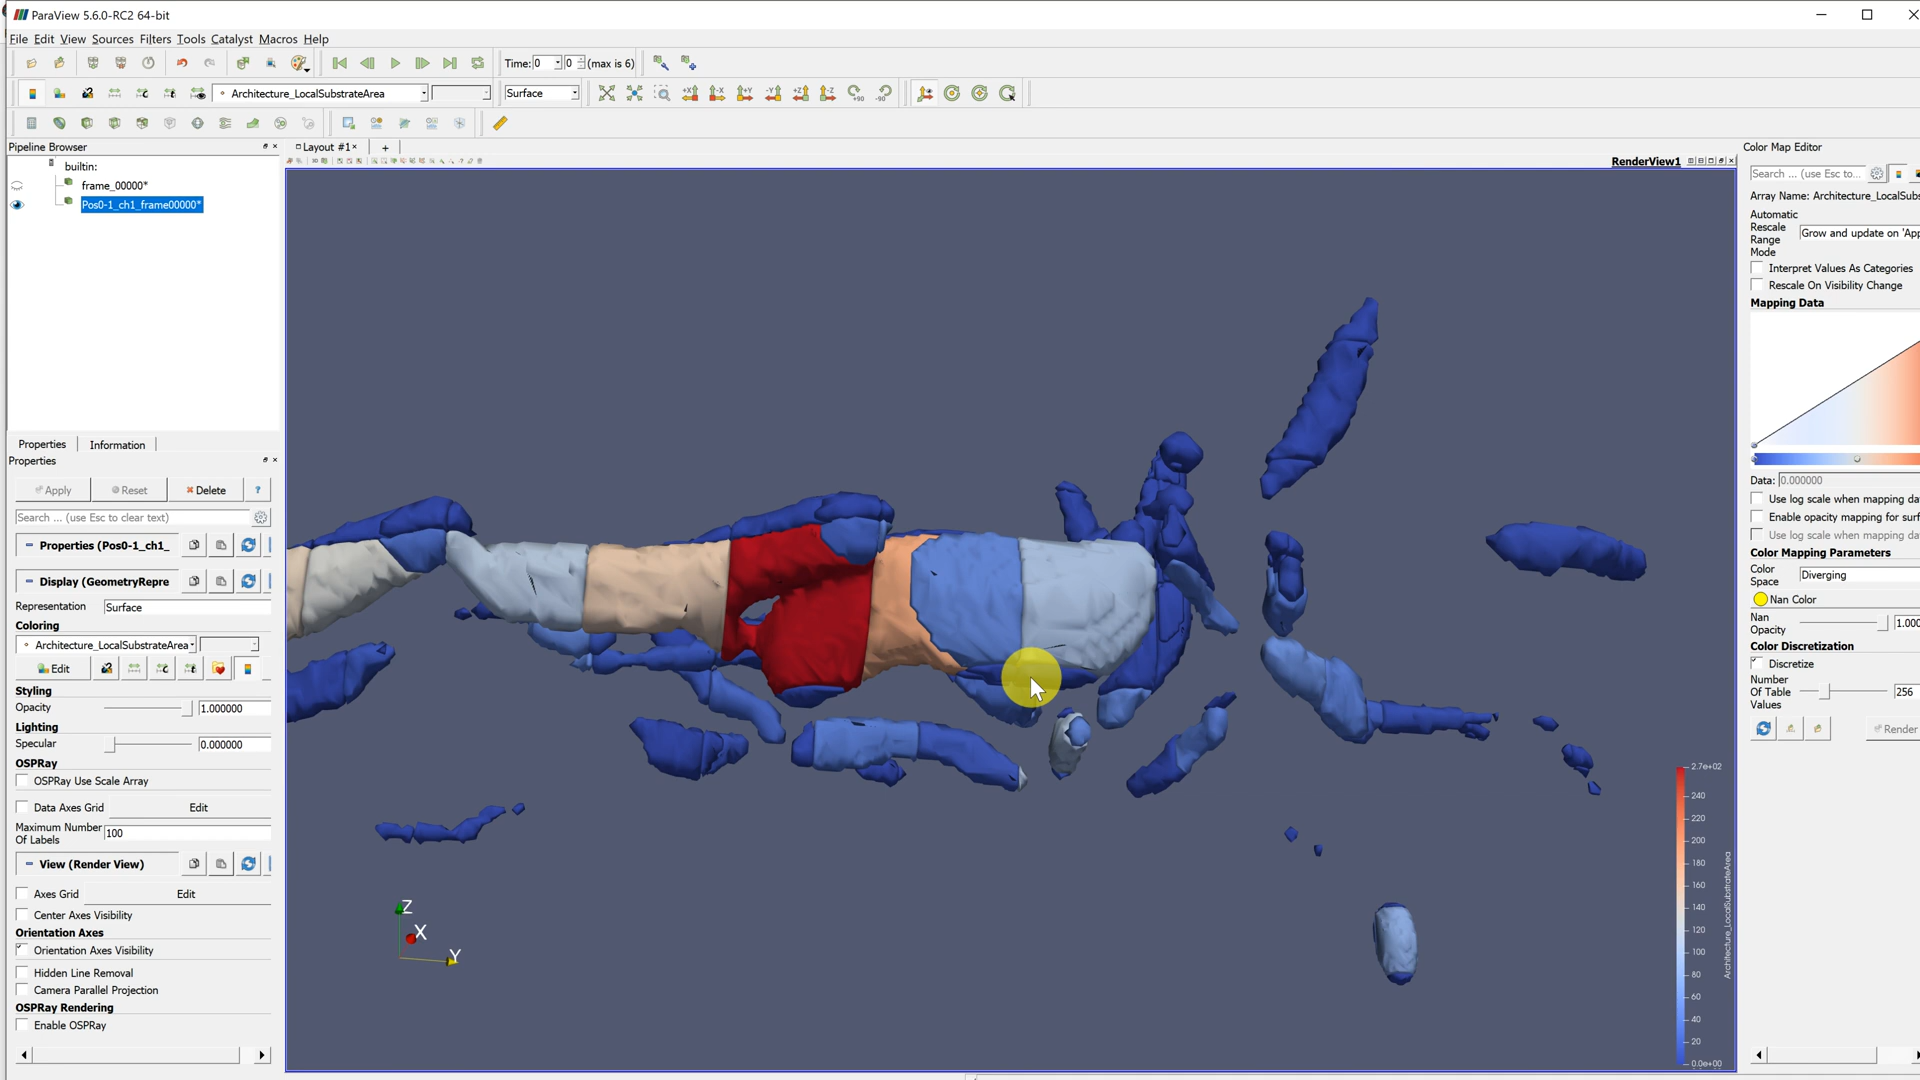 ParaView 5.6.0-RC2 64-bit
File Edit View Sources Filters Tools Catalyst Macros Help
Time: 0 0 (max is 6)
Architecture_LocalSubstrateArea Surface
+X -X +Y -Y +Z -Z +90 -90
Pipeline Browser
builtin:
frame_00000*
Pos0-1_ch1_frame00000*
Layout #1 +
RenderView1
Properties Information
Properties
Apply Reset Delete ?
Search ... (use Esc to clear text)
Properties (Pos0-1_ch1_
Display (GeometryRepre
Representation Surface
Coloring
Architecture_LocalSubstrateArea
Edit
Styling
Opacity 1.000000
Lighting
Specular 0.000000
OSPRay
OSPRay Use Scale Array
Data Axes Grid Edit
Maximum Number Of Labels 100
View (Render View)
Axes Grid Edit
Center Axes Visibility
Orientation Axes
Orientation Axes Visibility
Hidden Line Removal
Camera Parallel Projection
OSPRay Rendering
Enable OSPRay
Z
X
Y
2.7e+02
240
220
200
180
160
140
120
100
80
60
40
20
0.0e+00
Architecture_LocalSubstrateArea
Color Map Editor
Search ... (use Esc to...
Array Name: Architecture_LocalSubs
Automatic
Rescale
Range
Mode
Grow and update on 'App
Interpret Values As Categories
Rescale On Visibility Change
Mapping Data
Data: 0.000000
Use log scale when mapping da
Enable opacity mapping for surf
Use log scale when mapping da
Color Mapping Parameters
Color
Space
Diverging
Nan Color
Nan
Opacity
1.000
Color Discretization
Discretize
Number
Of Table
Values
256
Render